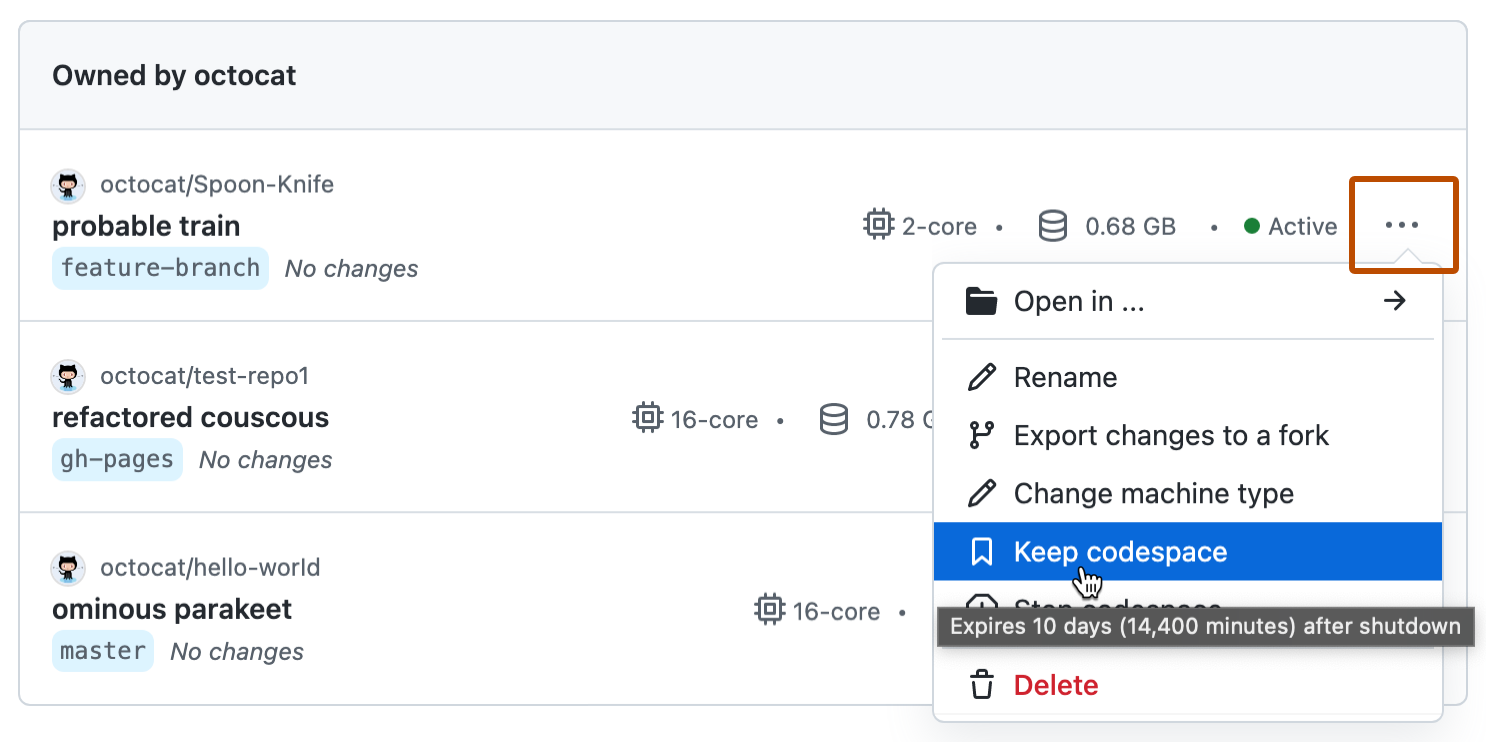 Owned by octocat
octocat/Spoon-Knife
probable train
2-core • 0.68 GB • Active
feature-branch No changes
Open in ...
Rename
octocat/test-repo1
refactored couscous
16-core • 0.78
gh-pages No changes
Export changes to a fork
Change machine type
Keep codespace
octocat/hello-world
ominous parakeet
16-core •
master No changes
Stop codespace
Expires 10 days (14,400 minutes) after shutdown
Delete